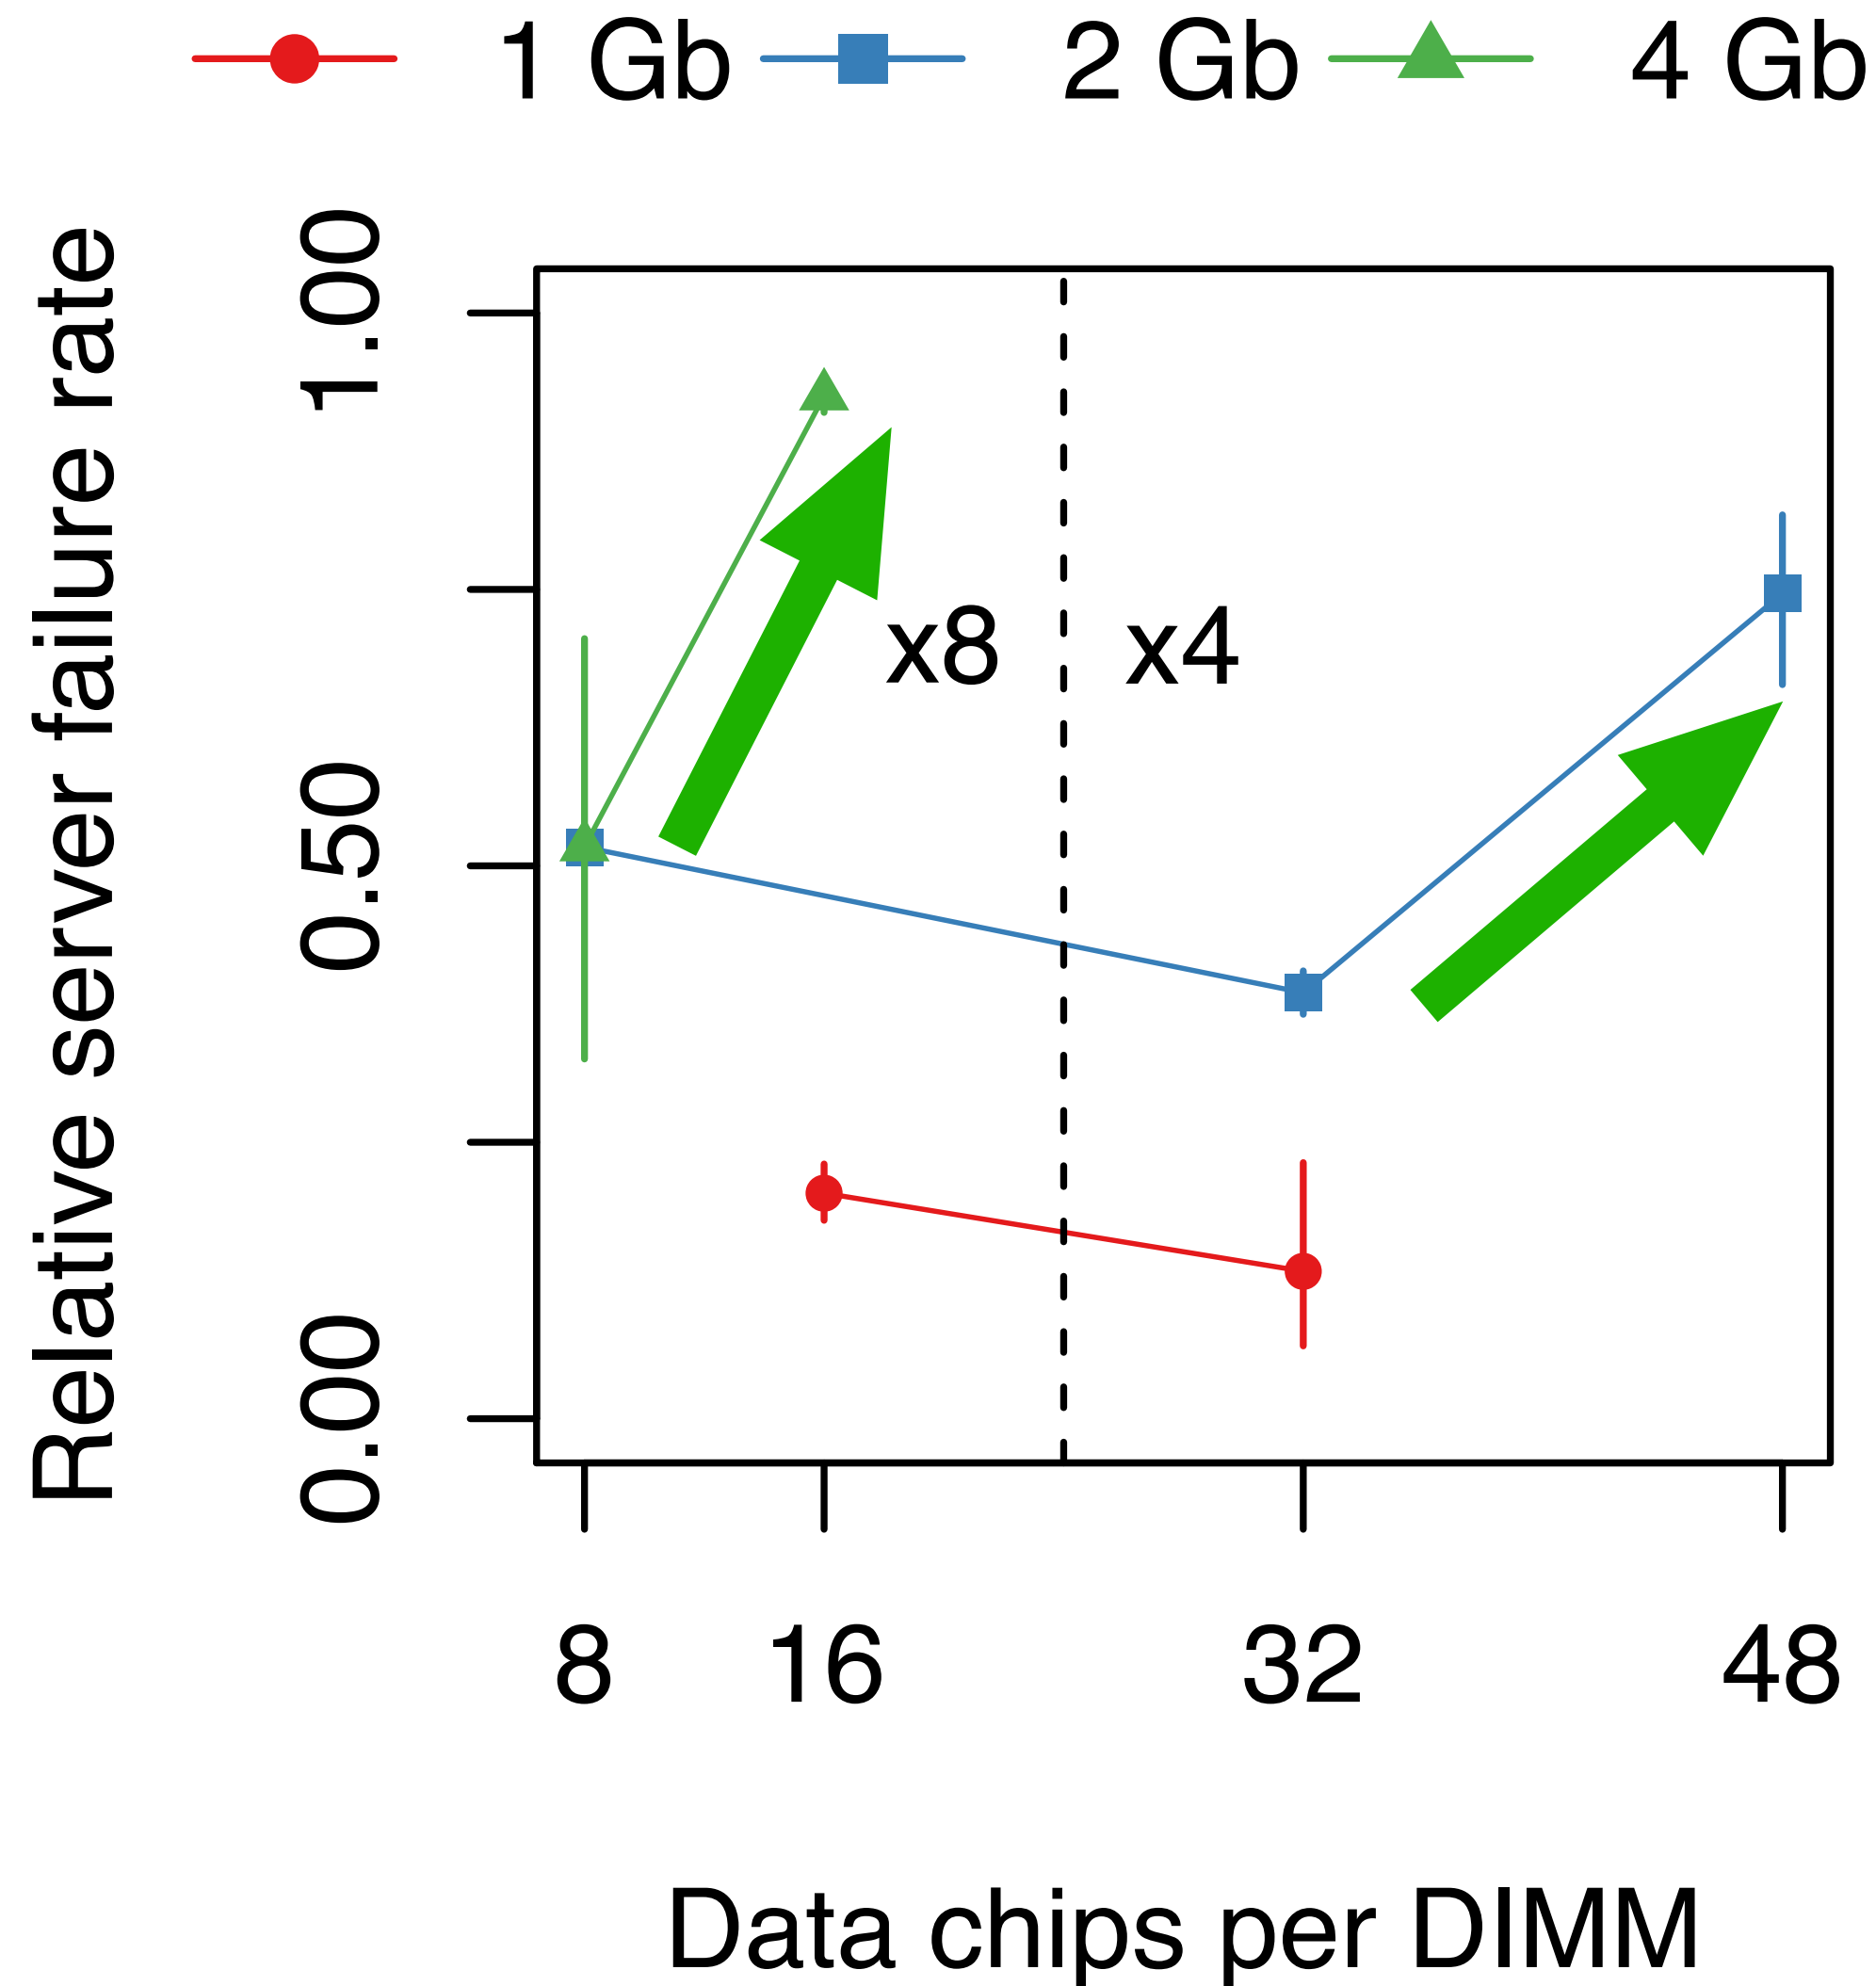 1 Gb 2 Gb 4 Gb
Relative server failure rate
1.00
0.50
0.00
x8 x4
8 16 32 48
Data chips per DIMM